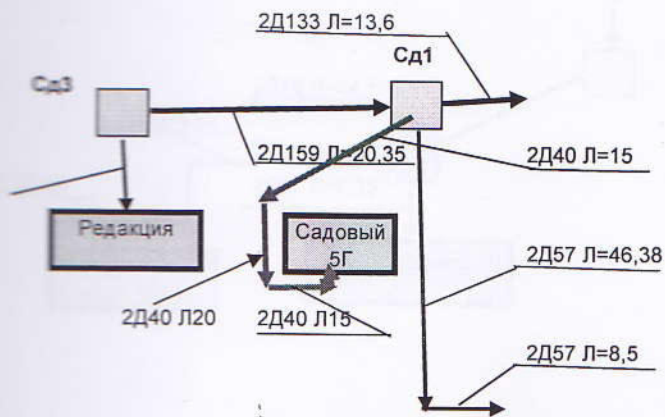 2Д133 Л=13,6
Сд1
Сд3
2Д159 Л=20,35
2Д40 Л=15
Редакция
Садовый
5Г
2Д57 Л=46,38
2Д40 Л20
2Д40 Л15
2Д57 Л=8,5